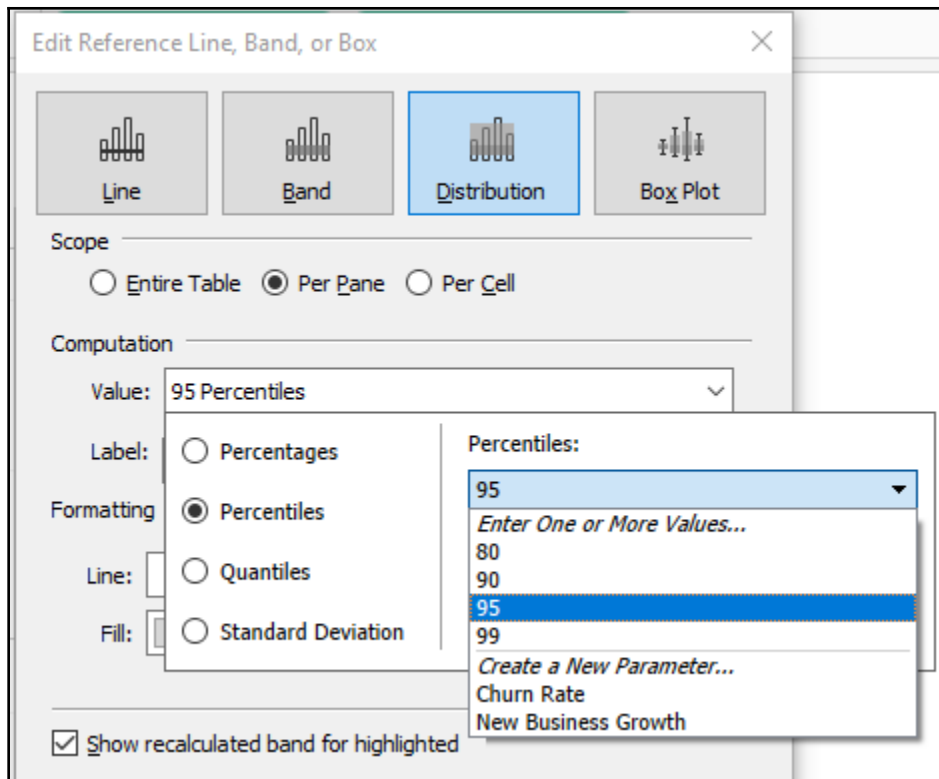 Edit Reference Line, Band, or Box
Line
Band
Distribution
Box Plot
Scope
Entire Table
Per Pane
Per Cell
Computation
Value:
95 Percentiles
Label:
Percentages
Percentiles
Quantiles
Standard Deviation
Percentiles:
95
Enter One or More Values...
80
90
95
99
Create a New Parameter...
Churn Rate
New Business Growth
Formatting
Line:
Fill:
Show recalculated band for highlighted